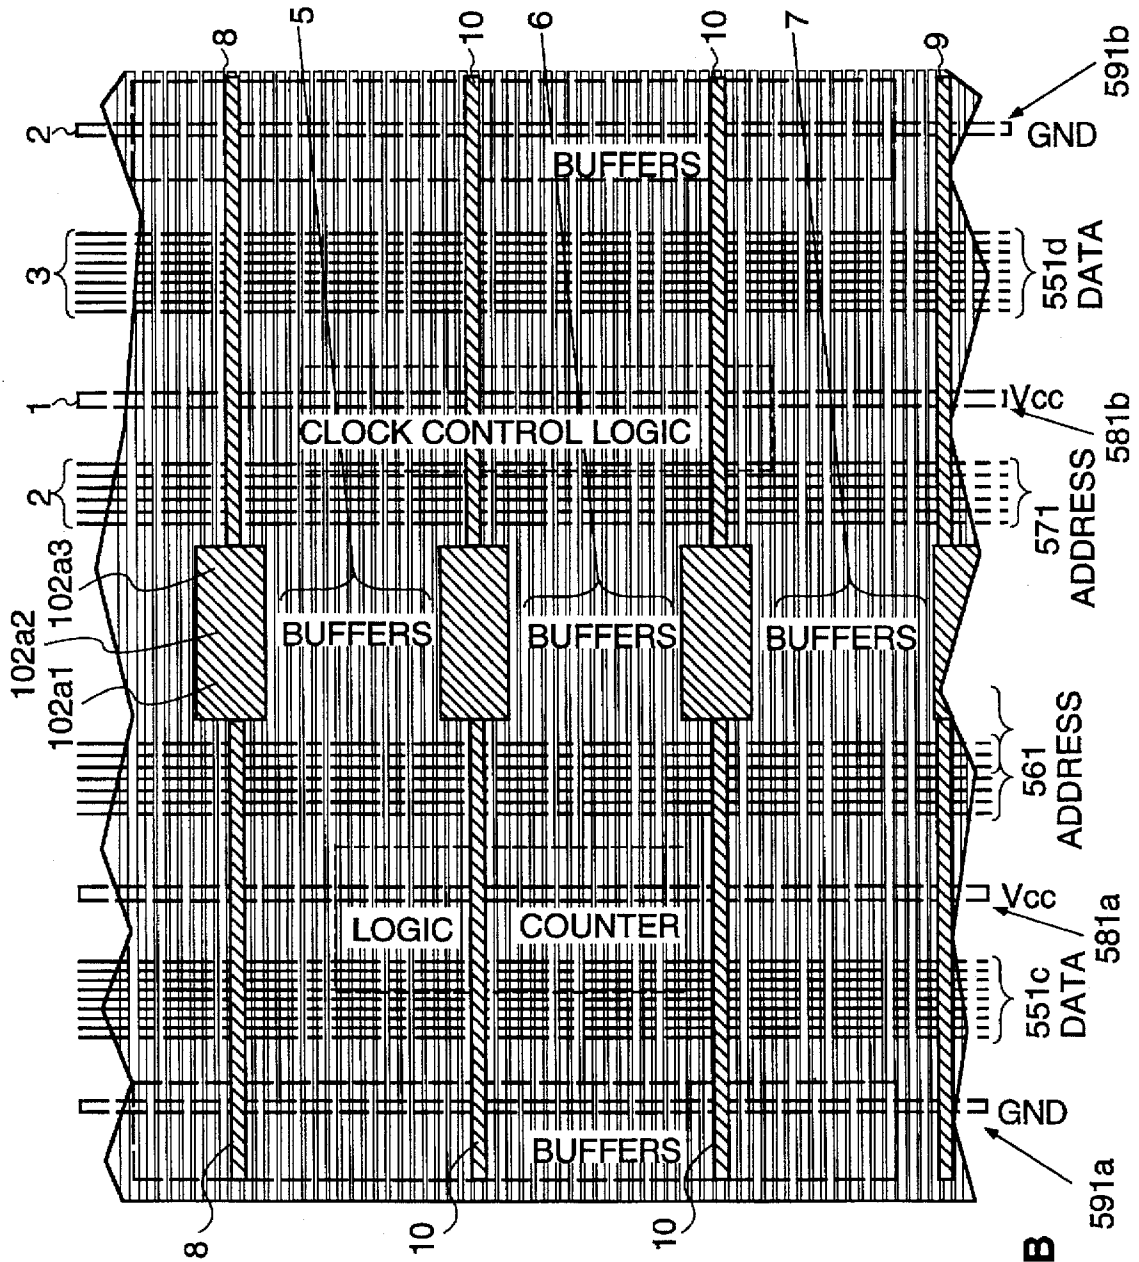 5
8
10
6
10
7
9
2
BUFFERS
GND
591b
3
551d
DATA
1
CLOCK CONTROL LOGIC
Vcc
581b
2
571
ADDRESS
102a3
102a2
102a1
BUFFERS
BUFFERS
BUFFERS
561
ADDRESS
LOGIC
COUNTER
Vcc
581a
551c
DATA
BUFFERS
GND
591a
8
10
10
B